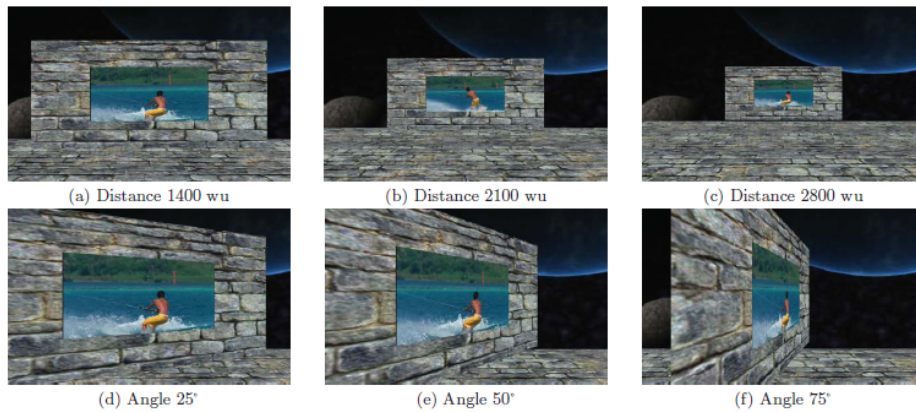 (a) Distance 1400 wu
(b) Distance 2100 wu
(c) Distance 2800 wu
(d) Angle 25°
(e) Angle 50°
(f) Angle 75°